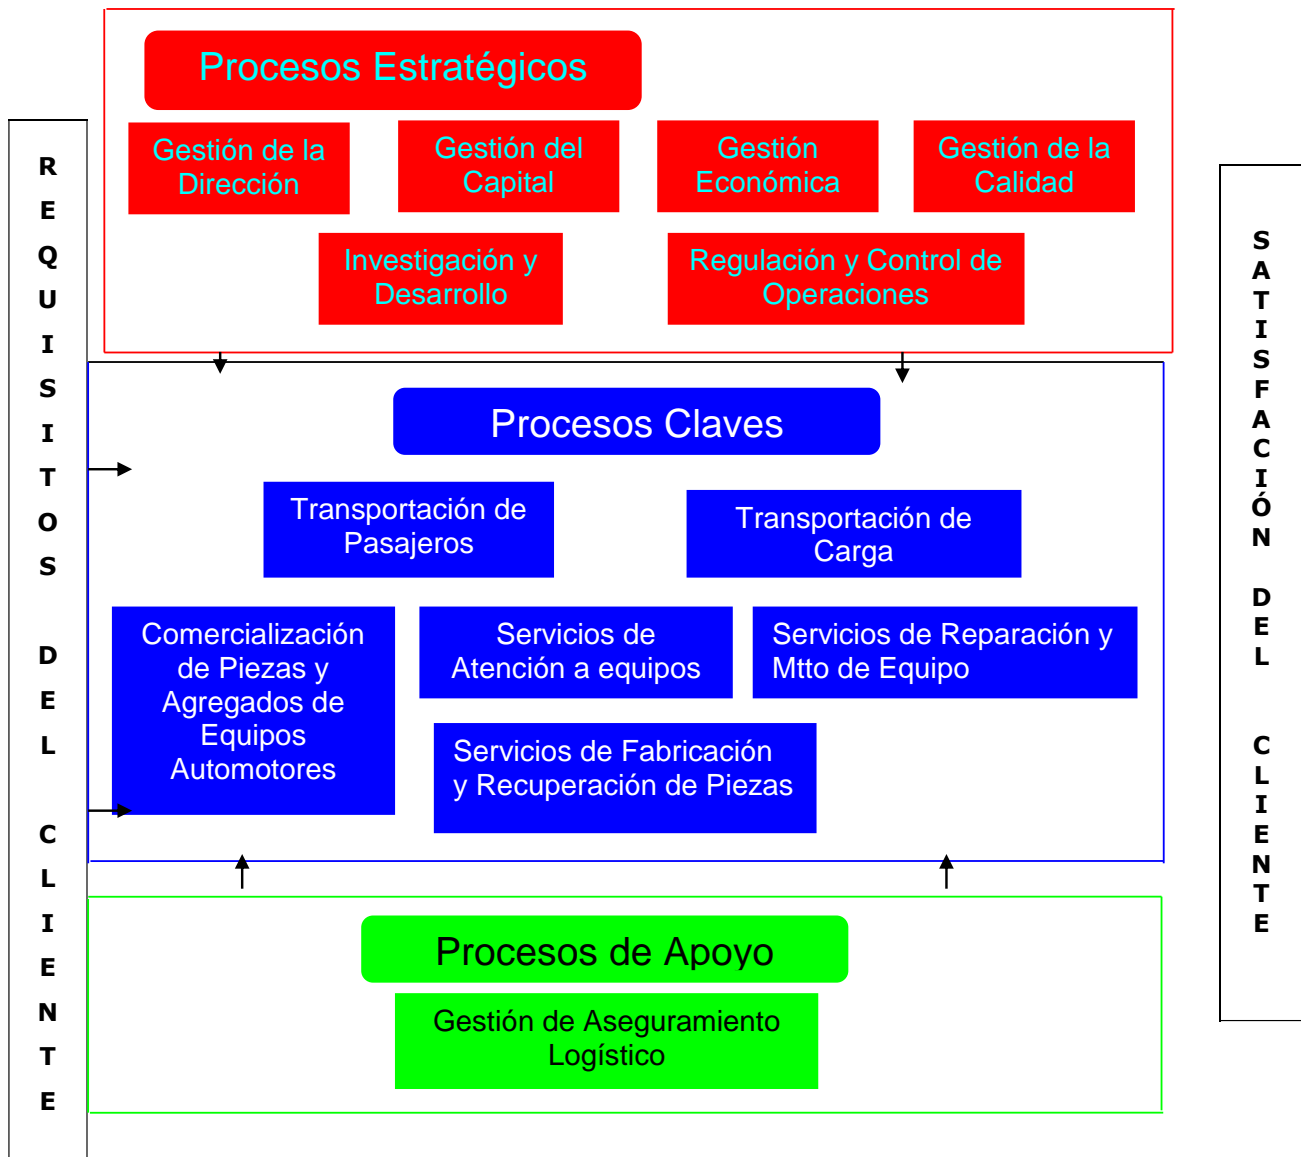 Procesos Estratégicos
Gestión de la
Dirección
Gestión del
Capital
Gestión
Económica
Gestión de la
Calidad
Investigación y
Desarrollo
Regulación y Control de
Operaciones
REQUISITOS DEL CLIENTE
Procesos Claves
Transportación de
Pasajeros
Transportación de
Carga
Comercialización
de Piezas y
Agregados de
Equipos
Automotores
Servicios de
Atención a equipos
Servicios de Reparación y
Mtto de Equipo
Servicios de Fabricación
y Recuperación de Piezas
Procesos de Apoyo
Gestión de Aseguramiento
Logístico
SATISFACIÓN DEL CLIENTE